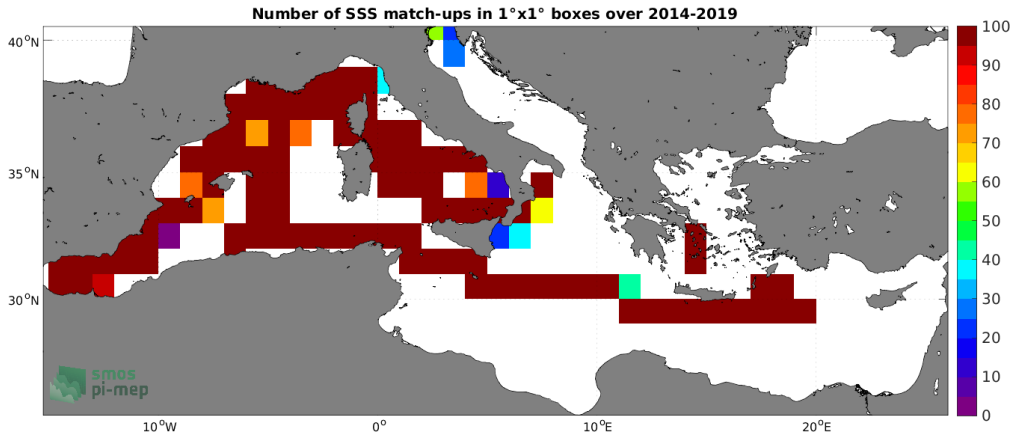 Number of SSS match-ups in 1°x1° boxes over 2014-2019
40°N
35°N
30°N
10°W
0°
10°E
20°E
100
90
80
70
60
50
40
30
20
10
0
smos
pi-mep